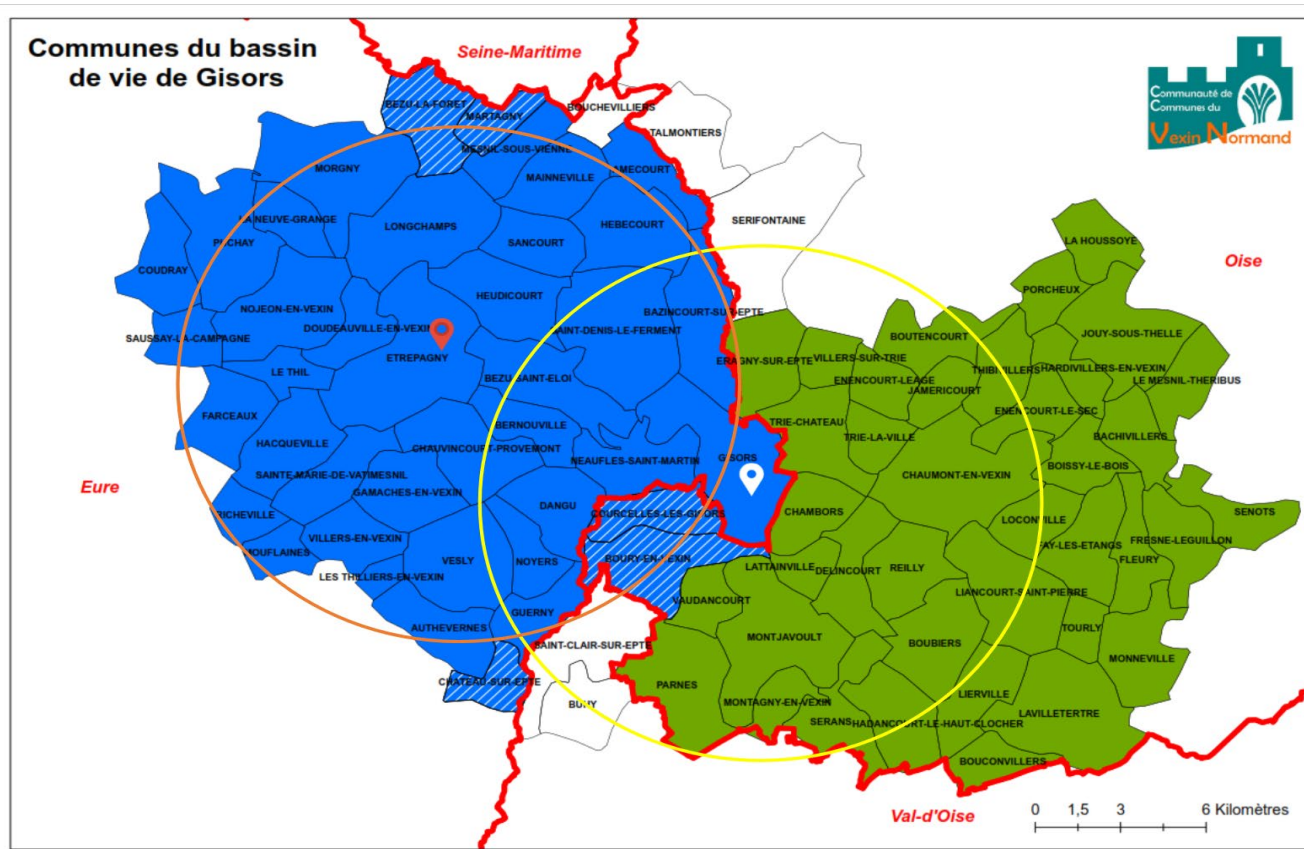 Communes du bassin
de vie de Gisors
Seine-Maritime
Communauté de
Communes du
Vexin Normand
BEZU-LA-FORET
MARTAGNY
BOUCHEVILLIERS
TALMONTIERS
MESNIL-SOUS-VIENNE
MORGNY
MAINNEVILLE
AMECOURT
LA NEUVE-GRANGE
LONGCHAMPS
HEBECOURT
SERIFONTAINE
PUCHAY
SANCOURT
LA HOUSSOYE
COUDRAY
Oise
HEUDICOURT
PORCHEUX
NOJEON-EN-VEXIN
BAZINCOURT-SUR-EPTE
DOUDEAUVILLE-EN-VEXIN
SAINT-DENIS-LE-FERMENT
SAUSSAY-LA-CAMPAGNE
BOUTENCOURT
JOUY-SOUS-THELLE
ETREPAGNY
ERAGNY-SUR-EPTE
VILLERS-SUR-TRIE
THIBIVILLERS
HARDIVILLERS-EN-VEXIN
LE THIL
BEZU-SAINT-ELOI
ENENCOURT-LEAGE
LE MESNIL-THERIBUS
JAMERICOURT
FARCEAUX
ENENCOURT-LE-SEC
BERNOUVILLE
TRIE-CHATEAU
HACQUEVILLE
TRIE-LA-VILLE
BACHIVILLERS
CHAUVINCOURT-PROVEMONT
NEAUFLES-SAINT-MARTIN
GISORS
BOISSY-LE-BOIS
SAINTE-MARIE-DE-VATIMESNIL
CHAUMONT-EN-VEXIN
Eure
GAMACHES-EN-VEXIN
DANGU
COURCELLES-LES-GISORS
CHAMBORS
SENOTS
RICHEVILLE
LOCONVILLE
VILLERS-EN-VEXIN
FRESNE-LEGUILLON
FAY-LES-ETANGS
MOUFLAINES
BOURY-EN-VEXIN
VESLY
NOYERS
LATTAINVILLE
DELINCOURT
REILLY
FLEURY
LES THILLIERS-EN-VEXIN
LIANCOURT-SAINT-PIERRE
VAUDANCOURT
GUERNY
AUTHEVERNES
TOURLY
MONTJAVOULT
BOUBIERS
SAINT-CLAIR-SUR-EPTE
MONNEVILLE
CHATEAU-SUR-EPTE
PARNES
LIERVILLE
BUHY
MONTAGNY-EN-VEXIN
LAVILLETERTRE
SERANS
HADANCOURT-LE-HAUT-CLOCHER
BOUCONVILLERS
Val-d'Oise
0 1,5 3 6 Kilomètres